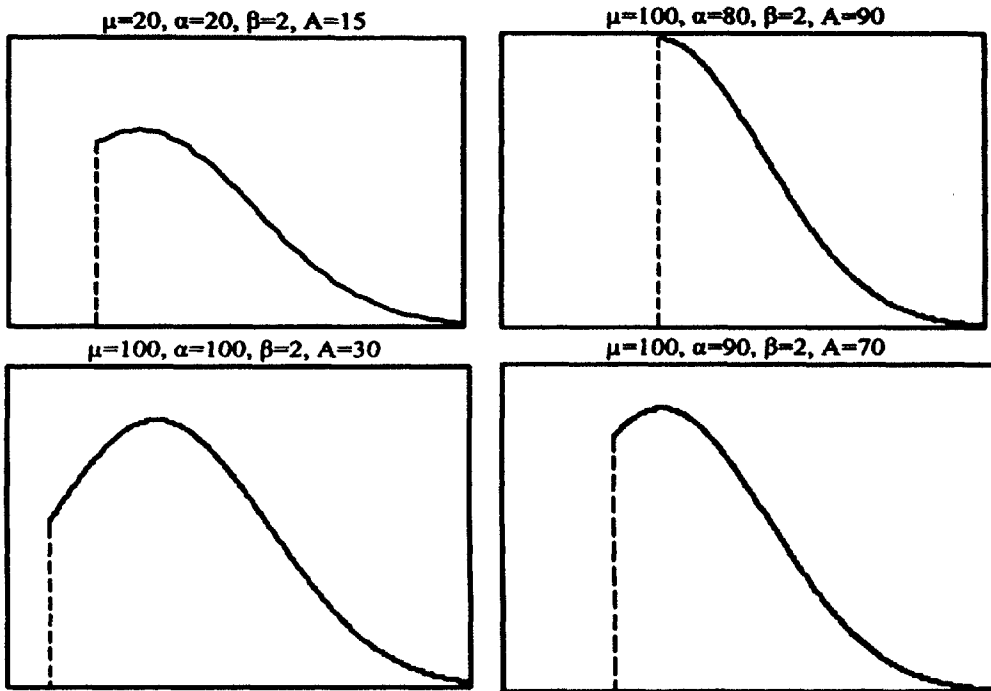 μ=20, α=20, β=2, A=15
μ=100, α=80, β=2, A=90
μ=100, α=100, β=2, A=30
μ=100, α=90, β=2, A=70